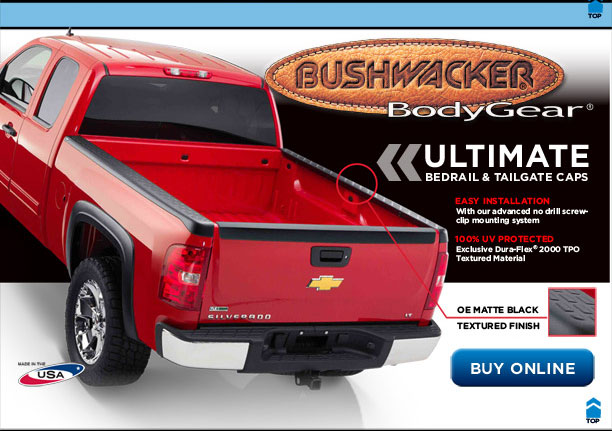 TOP
BUSHWACKER®
BodyGear®
ULTIMATE
BEDRAIL & TAILGATE CAPS
EASY INSTALLATION
With our advanced no drill screw-
clip mounting system
100% UV PROTECTED
Exclusive Dura-Flex® 2000 TPO
Textured Material
OE MATTE BLACK
TEXTURED FINISH
SILVERADO
LT
MADE IN THE
USA
BUY ONLINE
TOP